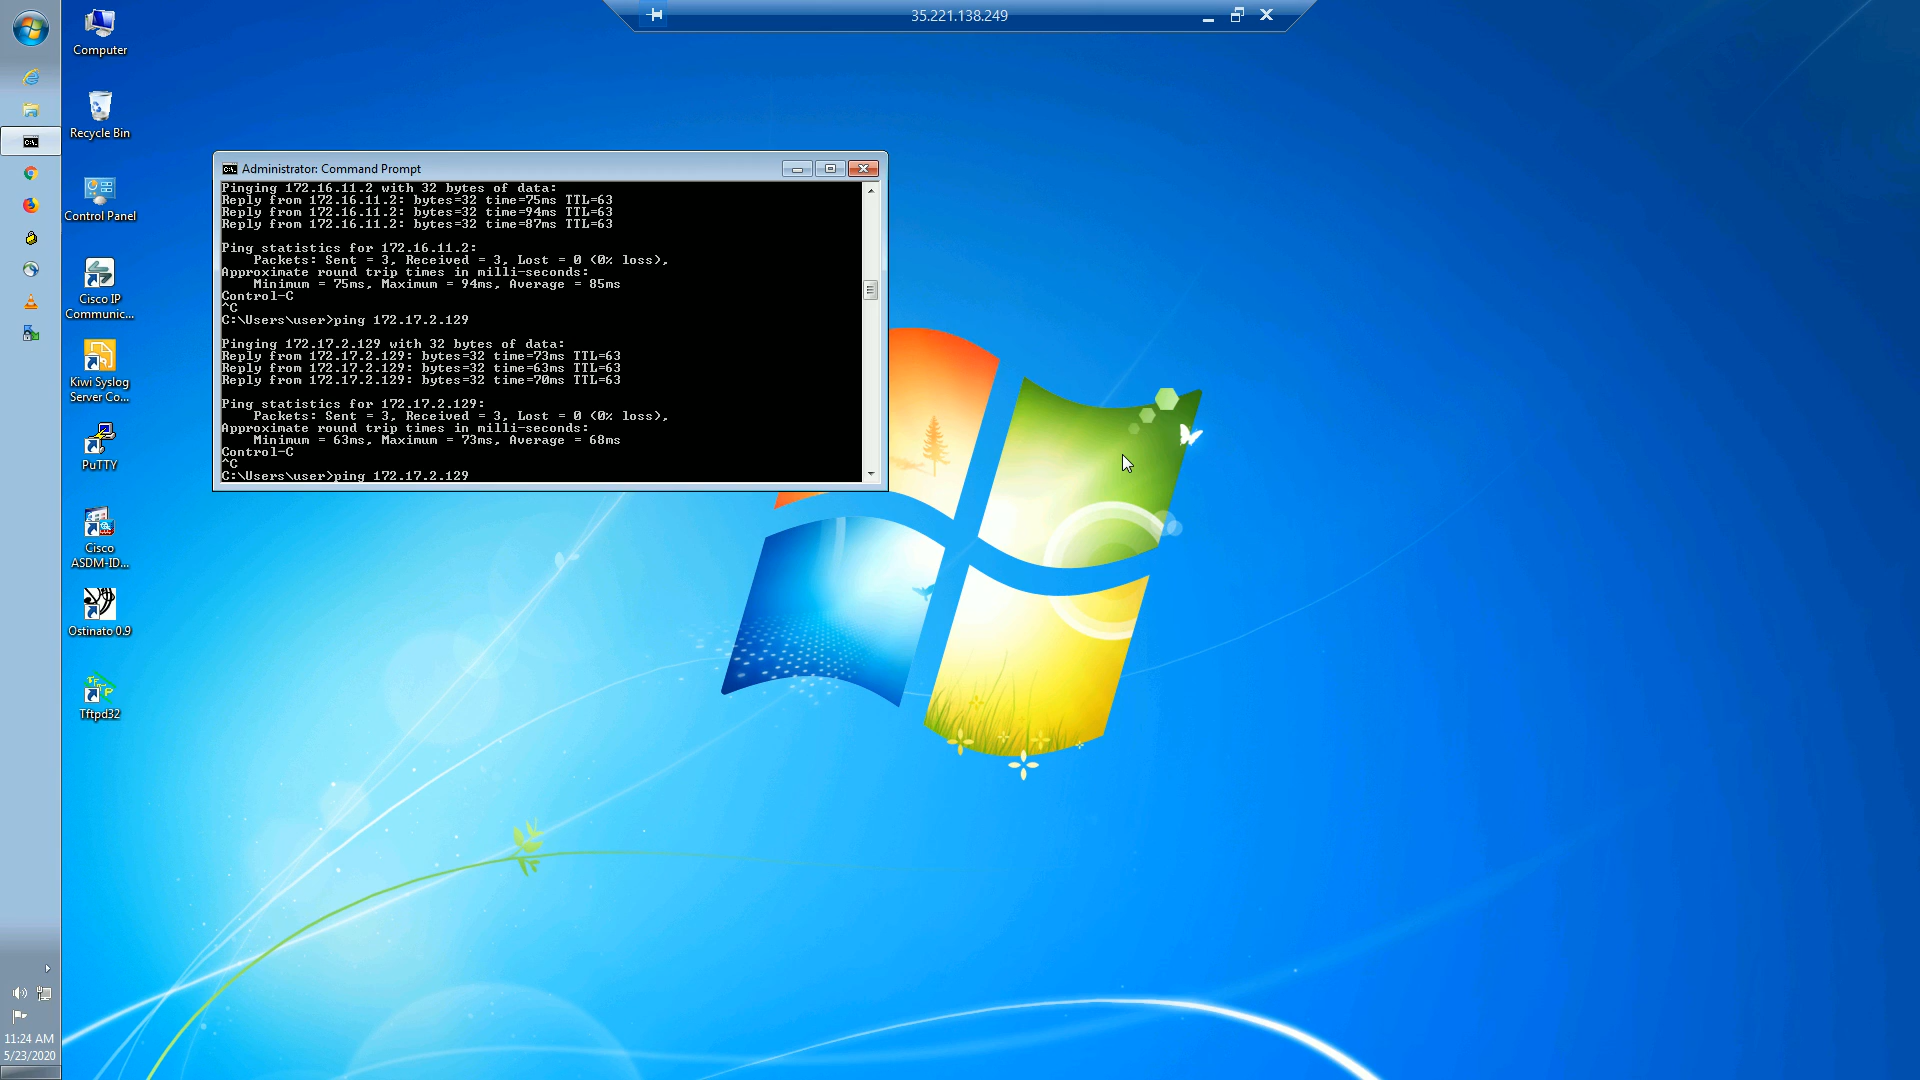 35.221.138.249
Computer
Recycle Bin
Control Panel
Cisco IP
Communic...
Kiwi Syslog
Server Co...
PuTTY
Cisco
ASDM-ID...
Ostinato 0.9
Tftpd32
Administrator: Command Prompt
Pinging 172.16.11.2 with 32 bytes of data:
Reply from 172.16.11.2: bytes=32 time=75ms TTL=63
Reply from 172.16.11.2: bytes=32 time=94ms TTL=63
Reply from 172.16.11.2: bytes=32 time=87ms TTL=63
Ping statistics for 172.16.11.2:
Packets: Sent = 3, Received = 3, Lost = 0 (0% loss),
Approximate round trip times in milli-seconds:
Minimum = 75ms, Maximum = 94ms, Average = 85ms
Control-C
^C
C:\Users\user>ping 172.17.2.129
Pinging 172.17.2.129 with 32 bytes of data:
Reply from 172.17.2.129: bytes=32 time=73ms TTL=63
Reply from 172.17.2.129: bytes=32 time=63ms TTL=63
Reply from 172.17.2.129: bytes=32 time=70ms TTL=63
Ping statistics for 172.17.2.129:
Packets: Sent = 3, Received = 3, Lost = 0 (0% loss),
Approximate round trip times in milli-seconds:
Minimum = 63ms, Maximum = 73ms, Average = 68ms
Control-C
^C
C:\Users\user>ping 172.17.2.129
11:24 AM
5/23/2020